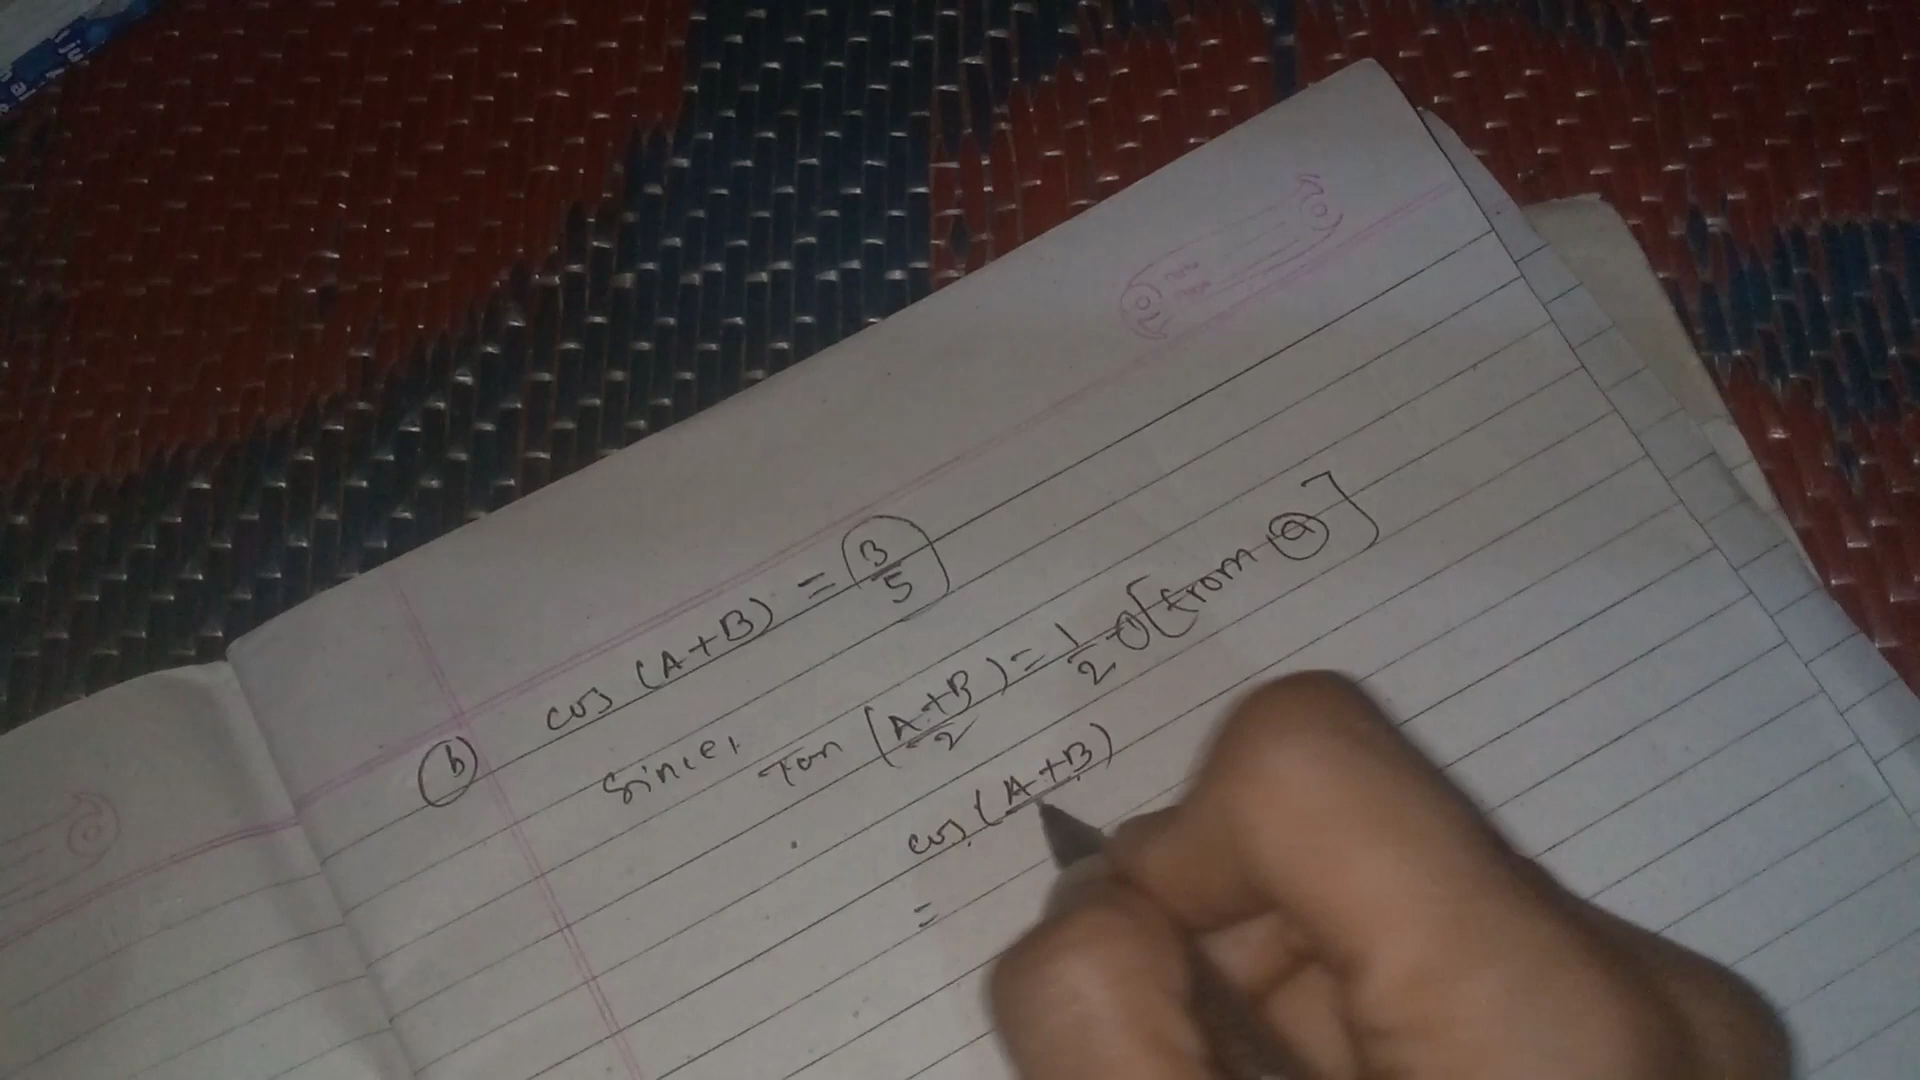 (b) cos (A+B) = (3/5)
Since,
Tan (A+B/2) = 1/2 -① [from (a)]
cos (A+B)
=